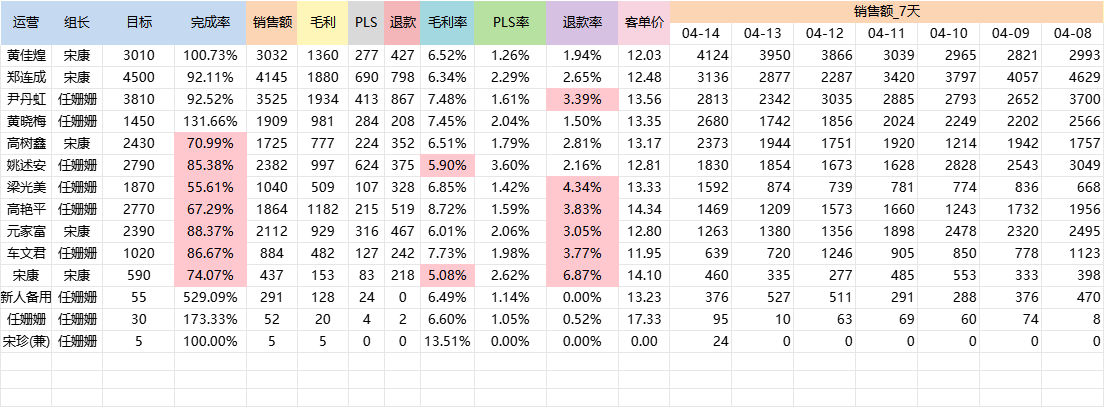 运营 组长 目标 完成率 销售额 毛利 PLS 退款 毛利率 PLS率 退款率 客单价 销售额_7天
04-14 04-13 04-12 04-11 04-10 04-09 04-08
黄佳煌 宋康 3010 100.73% 3032 1360 277 427 6.52% 1.26% 1.94% 12.03 4124 3950 3866 3039 2965 2821 2993
郑连成 宋康 4500 92.11% 4145 1880 690 798 6.34% 2.29% 2.65% 12.48 3136 2877 2287 3420 3797 4057 4629
尹丹虹 任姗姗 3810 92.52% 3525 1934 413 867 7.48% 1.61% 3.39% 13.56 2813 2342 3035 2885 2793 2652 3700
黄晓梅 任姗姗 1450 131.66% 1909 981 284 208 7.45% 2.04% 1.50% 13.35 2680 1742 1856 2024 2249 2202 2566
高树鑫 宋康 2430 70.99% 1725 777 224 352 6.51% 1.79% 2.81% 13.17 2373 1944 1751 1920 1214 1942 1757
姚述安 任姗姗 2790 85.38% 2382 997 624 375 5.90% 3.60% 2.16% 12.81 1830 1854 1673 1628 2828 2543 3049
梁光美 任姗姗 1870 55.61% 1040 509 107 328 6.85% 1.42% 4.34% 13.33 1592 874 739 781 774 836 668
高艳平 任姗姗 2770 67.29% 1864 1182 215 519 8.72% 1.59% 3.83% 14.34 1469 1209 1573 1660 1243 1732 1956
元家富 宋康 2390 88.37% 2112 929 316 467 6.01% 2.06% 3.05% 12.80 1263 1380 1356 1898 2478 2320 2495
车文君 任姗姗 1020 86.67% 884 482 127 242 7.73% 1.98% 3.77% 11.95 639 720 1246 905 850 778 1123
宋康 宋康 590 74.07% 437 153 83 218 5.08% 2.62% 6.87% 14.10 460 335 277 485 553 333 398
新人备用 任姗姗 55 529.09% 291 128 24 0 6.49% 1.14% 0.00% 13.23 376 527 511 291 288 376 470
任姗姗 任姗姗 30 173.33% 52 20 4 2 6.60% 1.05% 0.52% 17.33 95 10 63 69 60 74 8
宋珍(兼) 任姗姗 5 100.00% 5 5 0 0 13.51% 0.00% 0.00% 0.00 24 0 0 0 0 0 0